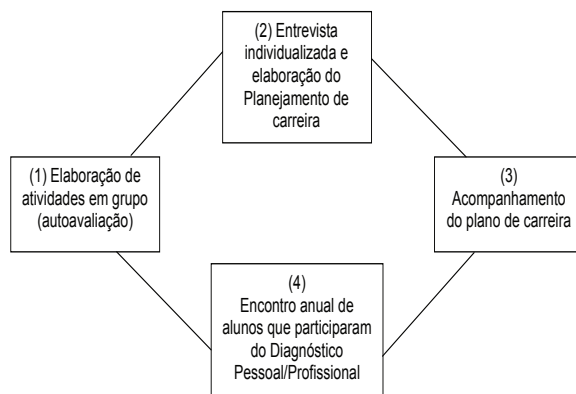 (2) Entrevista
individualizada e
elaboração do
Planejamento de
carreira
(1) Elaboração de
atividades em grupo
(autoavaliação)
(3)
Acompanhamento
do plano de carreira
(4)
Encontro anual de
alunos que participaram
do Diagnóstico
Pessoal/Profissional